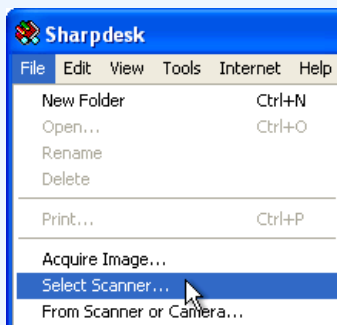 Sharpdesk
File Edit View Tools Internet Help
New Folder Ctrl+N
Open... Ctrl+O
Rename
Delete
Print... Ctrl+P
Acquire Image...
Select Scanner...
From Scanner or Camera...